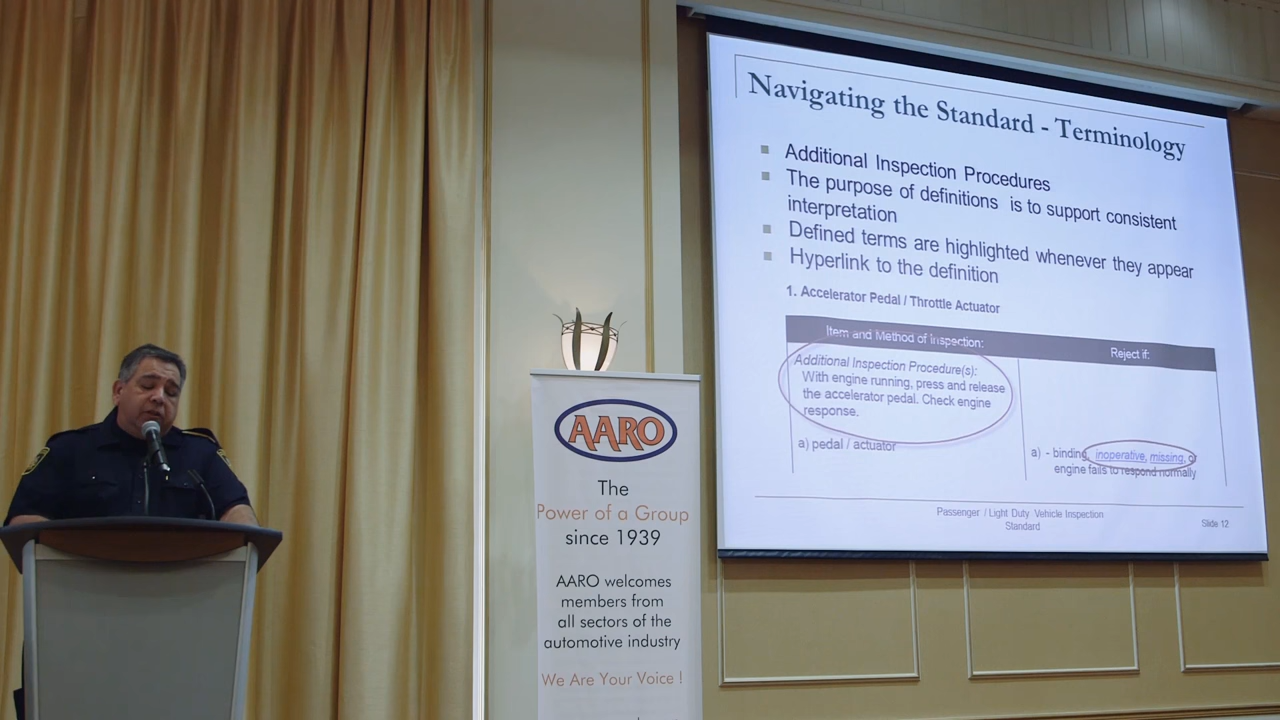 Navigating the Standard - Terminology
Additional Inspection Procedures
The purpose of definitions is to support consistent
interpretation
Defined terms are highlighted whenever they appear
Hyperlink to the definition
1. Accelerator Pedal / Throttle Actuator
Item and Method of Inspection:
Reject if:
Additional Inspection Procedure(s):
With engine running, press and release
the accelerator pedal. Check engine
response.
a) pedal / actuator
a) - binding, inoperative, missing, or
engine fails to respond normally
Passenger / Light Duty Vehicle Inspection
Standard
Slide 12
AARO
The
Power of a Group
since 1939
AARO welcomes
members from
all sectors of the
automotive industry
We Are Your Voice !